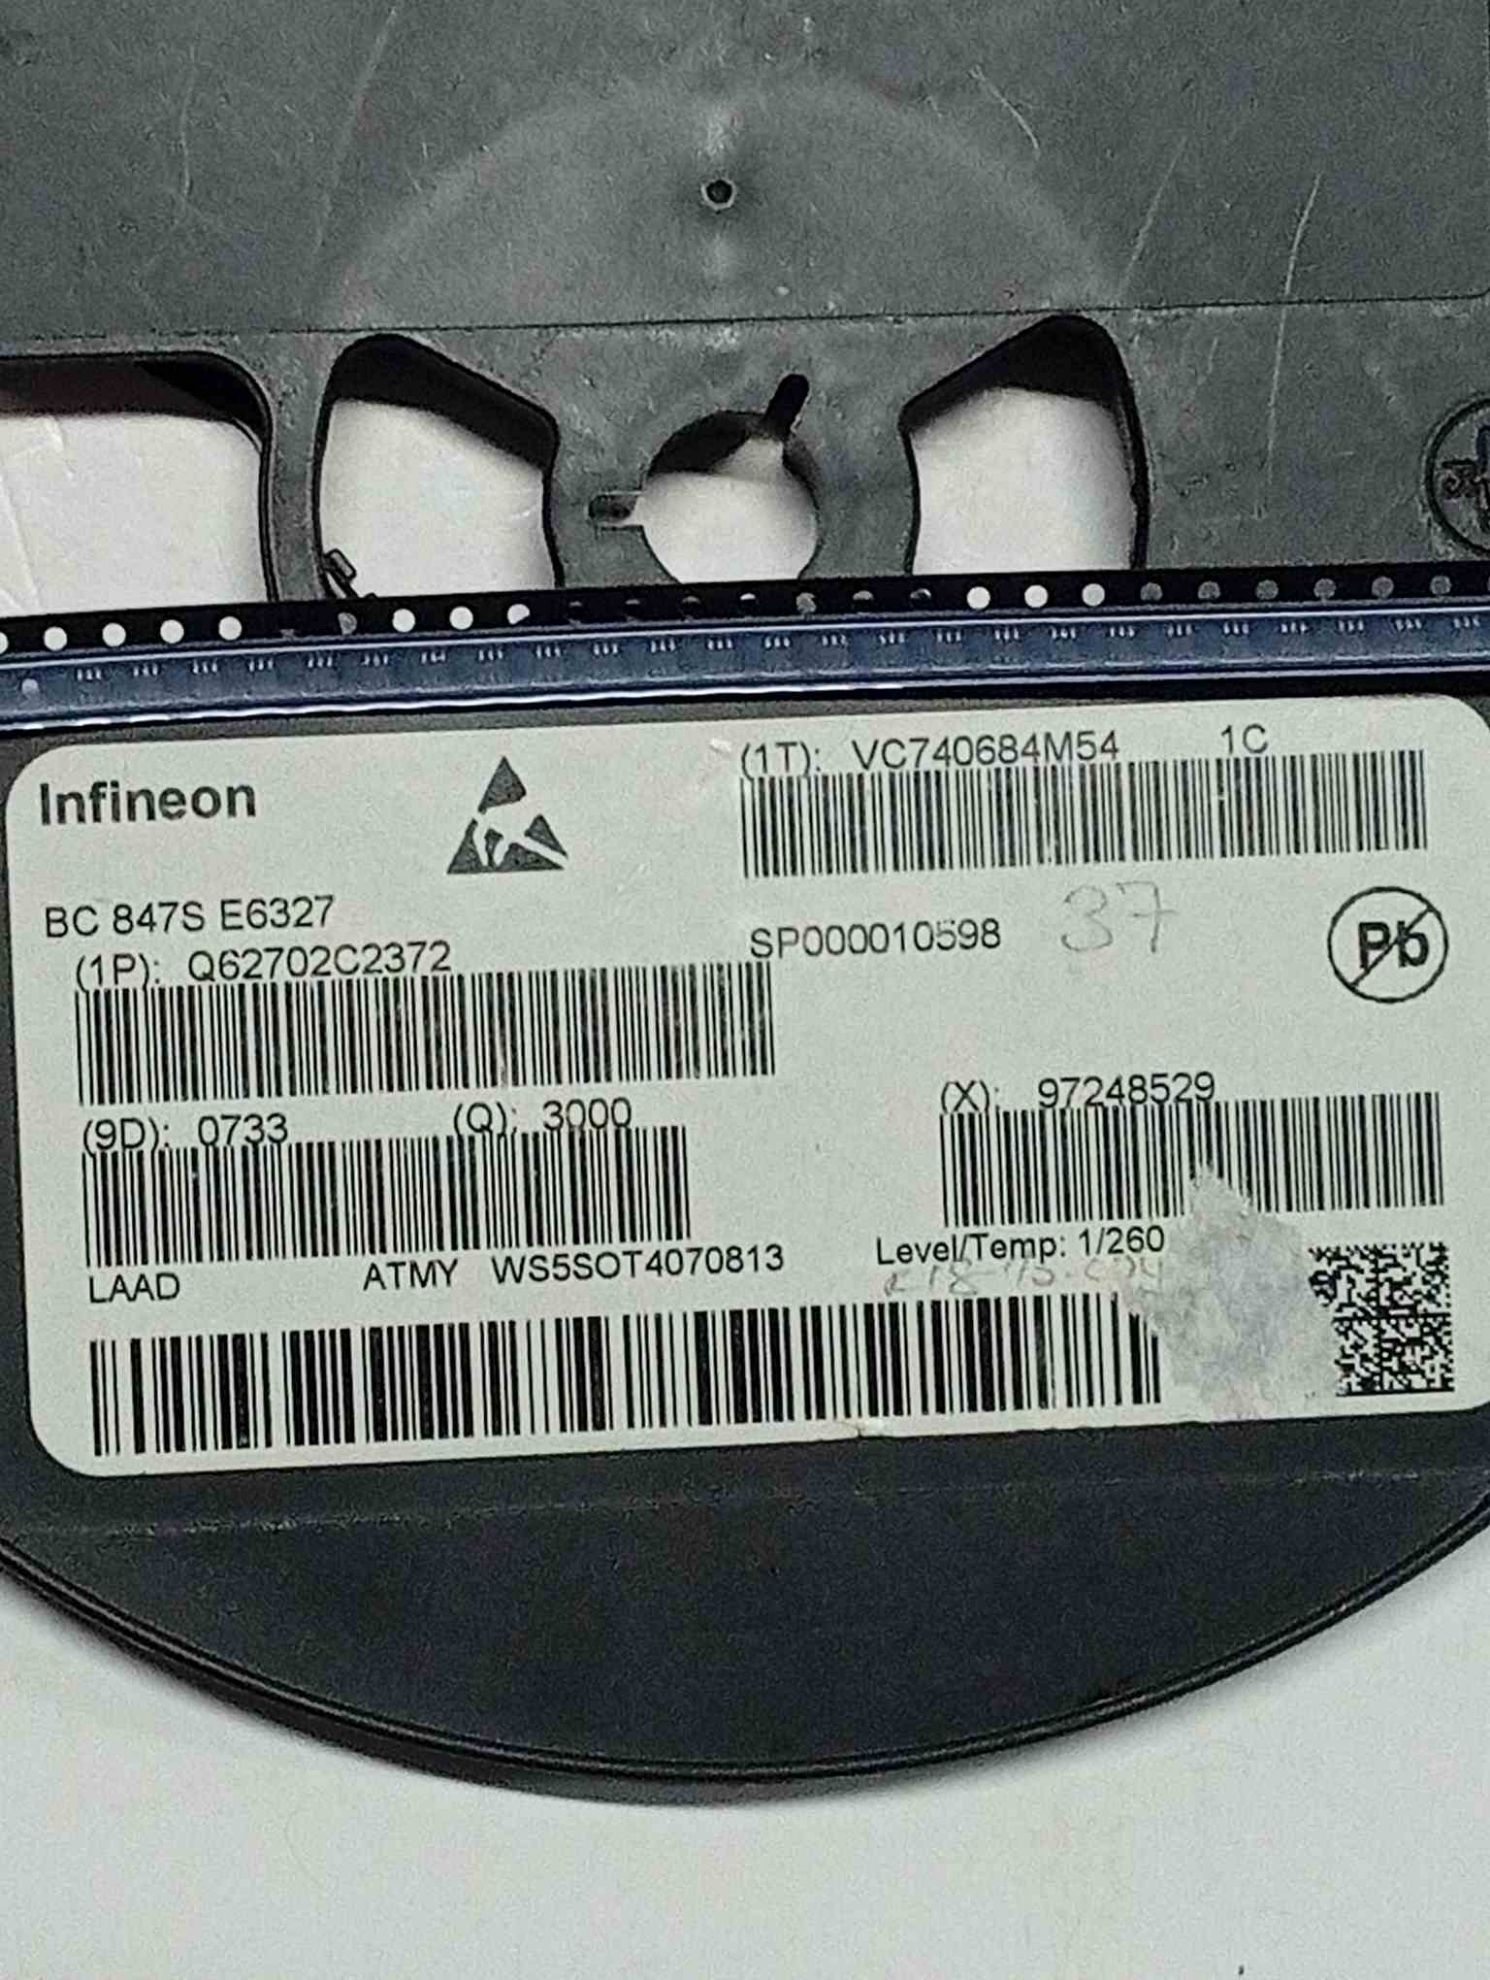 Infineon
(1T): VC740684M54 1C
BC 847S E6327
(1P): Q62702C2372
SP000010598 37
Pb
(9D): 0733 (Q): 3000
(X): 97248529
LAAD ATMY WS5SOT4070813
Level/Temp: 1/260